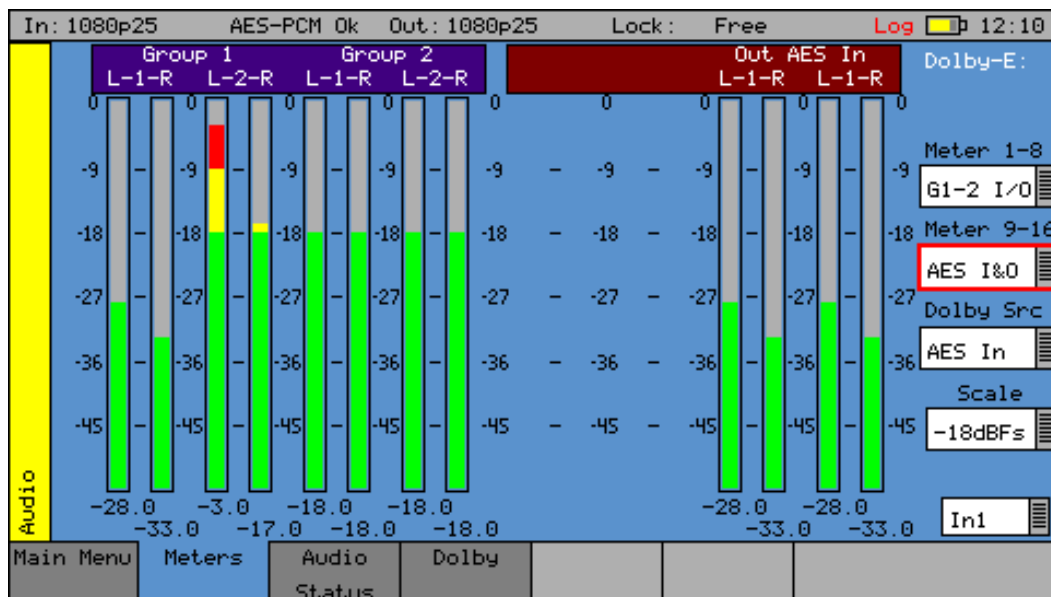 In: 1080p25 AES-PCM Ok Out: 1080p25 Lock: Free Log 12:10
Group 1 Group 2 Out AES In Dolby-E:
L-1-R L-2-R L-1-R L-2-R L-1-R L-1-R
0 0 0 0 0 0 0 0 0
Meter 1-8
-9 - -9 - -9 - -9 - -9 - -9 - -9 - -9 - -9
G1-2 I/O
-18 - -18 - -18 - -18 - -18 - -18 - -18 - -18 - -18 Meter 9-16
AES I&O
-27 - -27 - -27 - -27 - -27 - -27 - -27 - -27 - -27
Dolby Src
AES In
-36 - -36 - -36 - -36 - -36 - -36 - -36 - -36 - -36
Scale
-45 - -45 - -45 - -45 - -45 - -45 - -45 - -45 - -45 -18dBFs
Audio
-28.0 -3.0 -18.0 -18.0 -28.0 -28.0
-33.0 -17.0 -18.0 -18.0 -33.0 -33.0
In1
Main Menu Meters Audio Dolby
Status